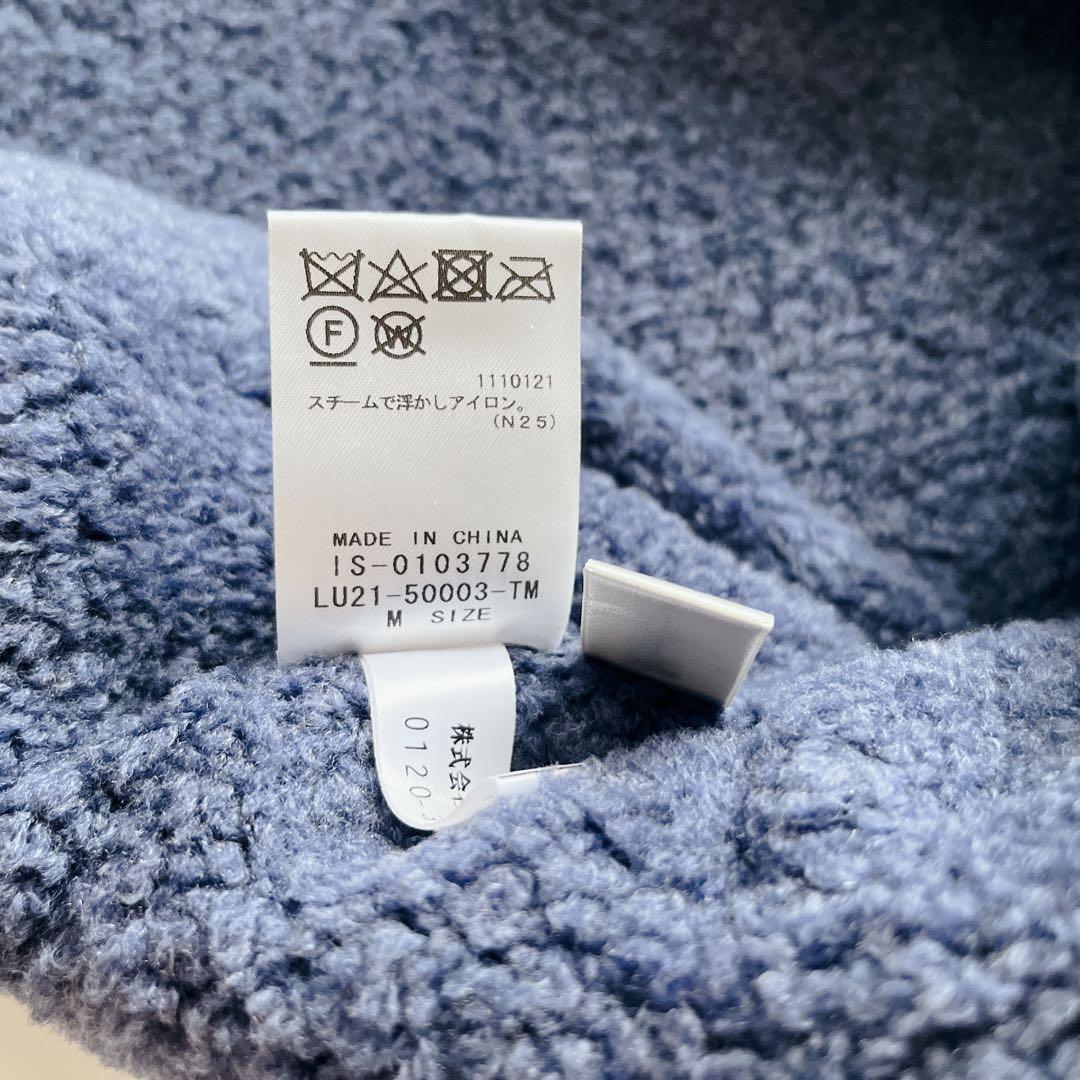 F W
1110121
スチームで浮かしアイロン。
(N25)
MADE IN CHINA
IS-0103778
LU21-50003-TM
M SIZE
株式会
0120-